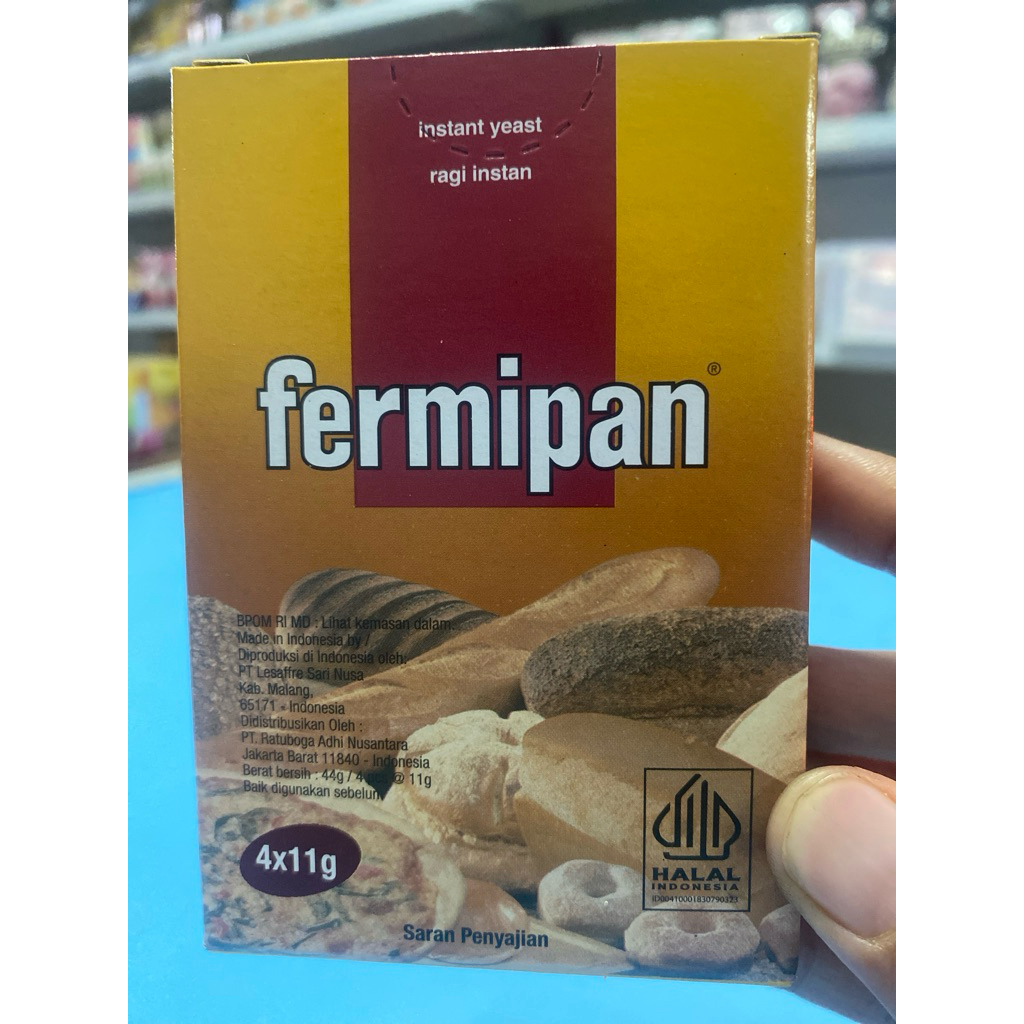 instant yeast
ragi instan
fermipan®
BPOM RI MD : Lihat kemasan dalam
Made in Indonesia by /
Diproduksi di Indonesia oleh:
PT Lesaffre Sari Nusa
Kab. Malang,
65171 - Indonesia
Didistribusikan Oleh :
PT. Ratuboga Adhi Nusantara
Jakarta Barat 11840 - Indonesia
Berat bersih : 44g / 4 @ 11g
Baik digunakan sebelum
4x11g
HALAL
INDONESIA
ID00410001830790323
Saran Penyajian